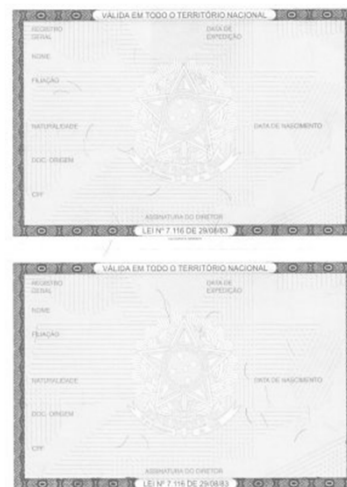 VÁLIDA EM TODO O TERRITÓRIO NACIONAL
REGISTRO GERAL
DATA DE EXPEDIÇÃO
NOME
FILIAÇÃO
NATURALIDADE
DATA DE NASCIMENTO
DOC. ORIGEM
CPF
ASSINATURA DO DIRETOR
LEI Nº 7.116 DE 29/08/83
VÁLIDA EM TODO O TERRITÓRIO NACIONAL
REGISTRO GERAL
DATA DE EXPEDIÇÃO
NOME
FILIAÇÃO
NATURALIDADE
DATA DE NASCIMENTO
DOC. ORIGEM
CPF
ASSINATURA DO DIRETOR
LEI Nº 7.116 DE 29/08/83